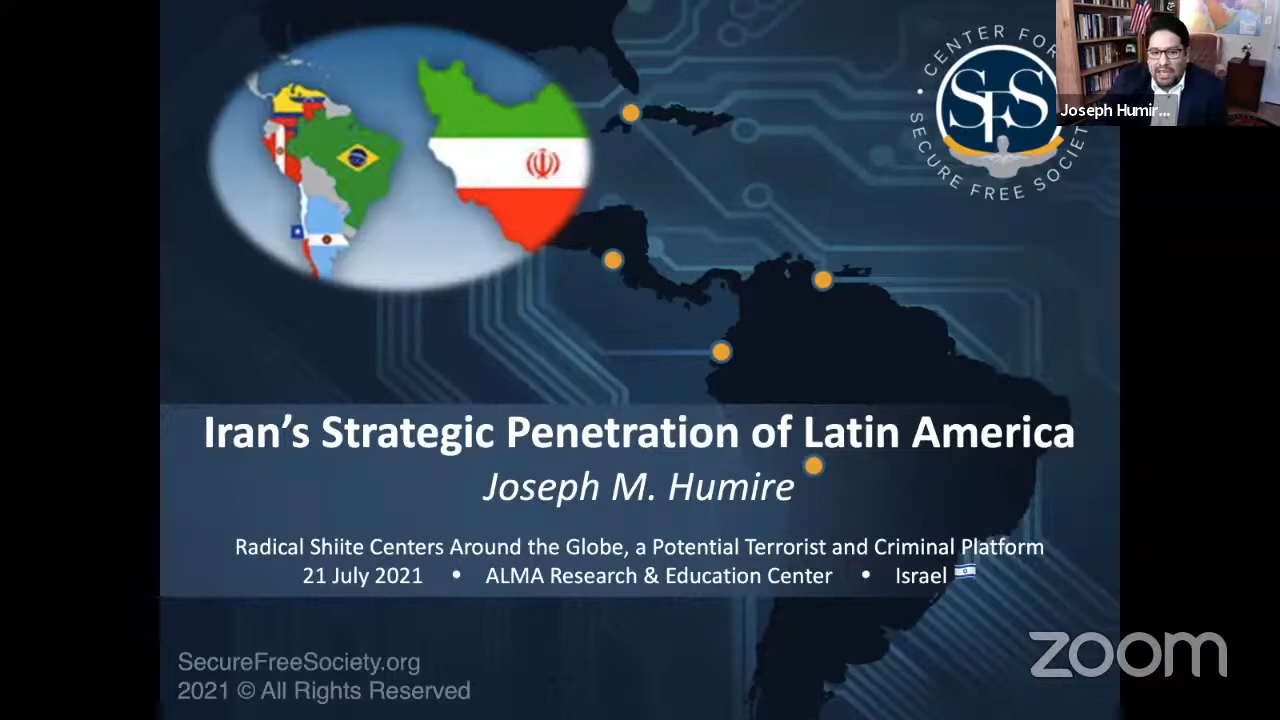 CENTER FOR
SFS
SECURE FREE SOCIETY
Joseph Humir...
Iran's Strategic Penetration of Latin America
Joseph M. Humire
Radical Shiite Centers Around the Globe, a Potential Terrorist and Criminal Platform
21 July 2021 • ALMA Research & Education Center • Israel
SecureFreeSociety.org
2021 © All Rights Reserved
zoom